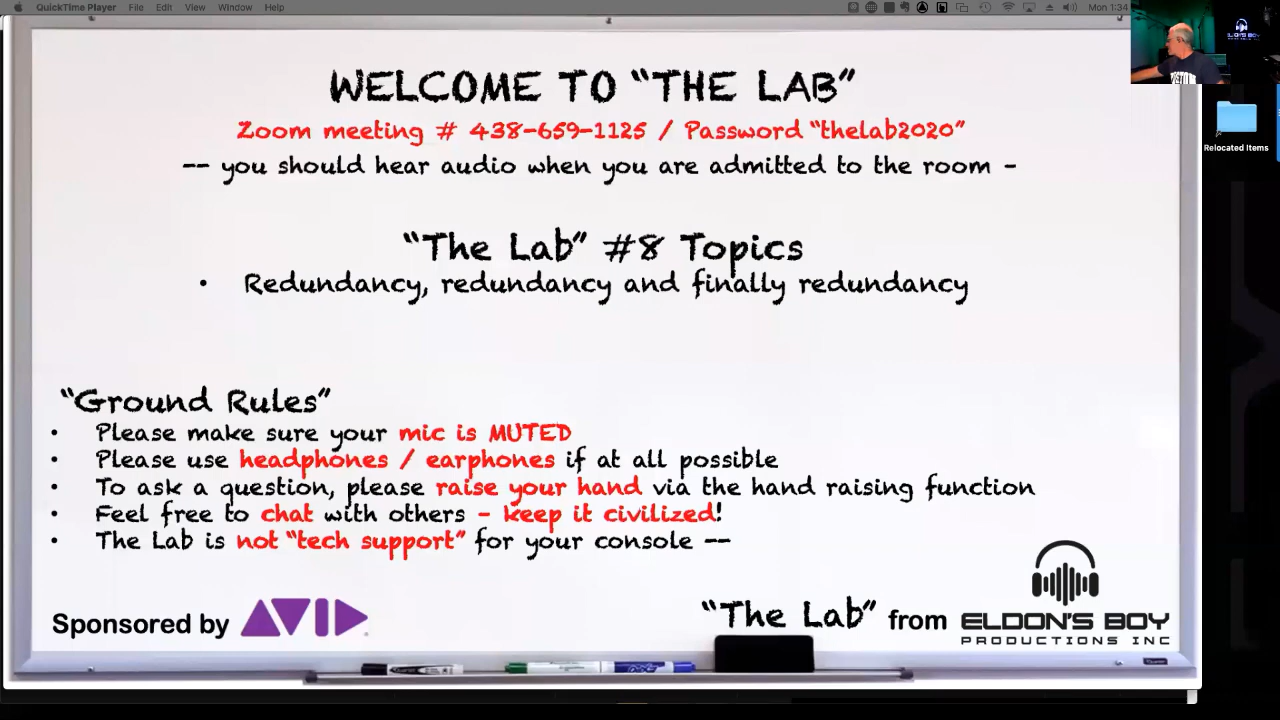 QuickTime Player File Edit View Window Help Mon 1:34
WELCOME TO “THE LAB”
Zoom meeting # 438-659-1125 / Password “thelab2020”
-- you should hear audio when you are admitted to the room -
Relocated Items
“The Lab” #8 Topics
• Redundancy, redundancy and finally redundancy
“Ground Rules”
• Please make sure your mic is MUTED
• Please use headphones / earphones if at all possible
• To ask a question, please raise your hand via the hand raising function
• Feel free to chat with others - keep it civilized!
• The Lab is not “tech support” for your console --
Sponsored by AVID
“The Lab” from ELDON'S BOY
PRODUCTIONS INC